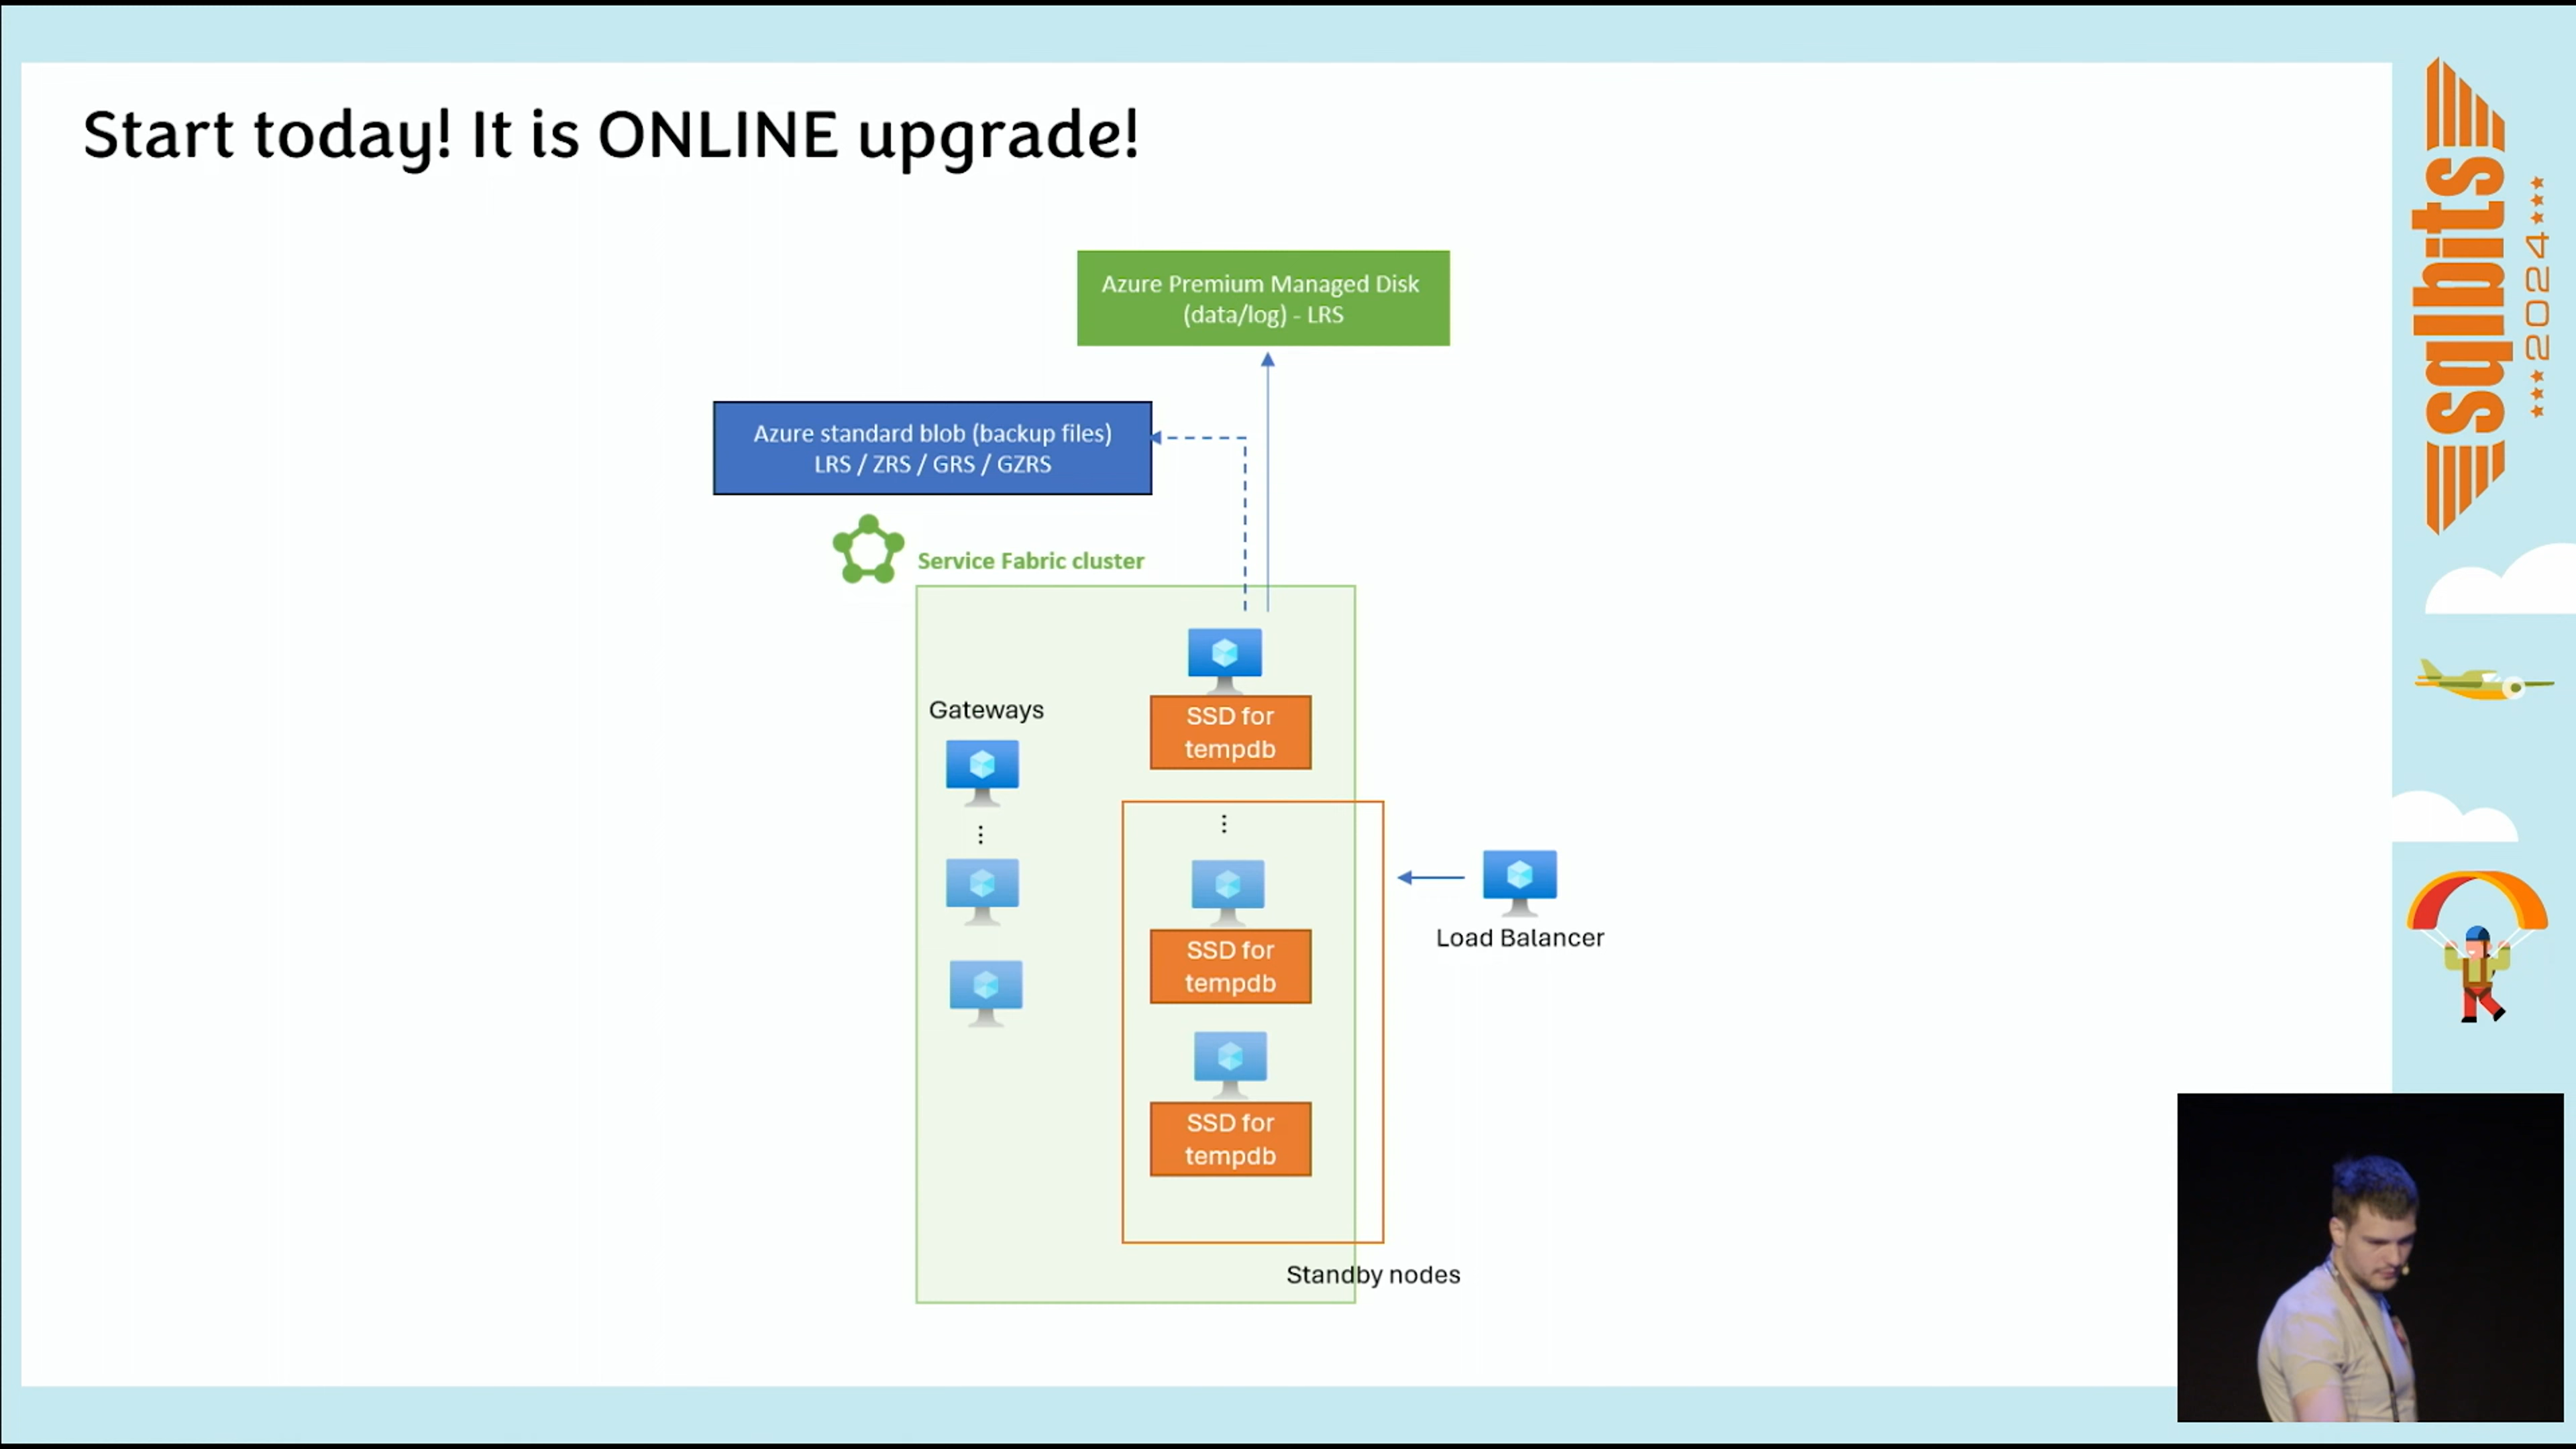 Start today! It is ONLINE upgrade!
Azure Premium Managed Disk
(data/log) - LRS
Azure standard blob (backup files)
LRS / ZRS / GRS / GZRS
Service Fabric cluster
Gateways
SSD for
tempdb
SSD for
tempdb
SSD for
tempdb
Load Balancer
Standby nodes
sqlbits
2024